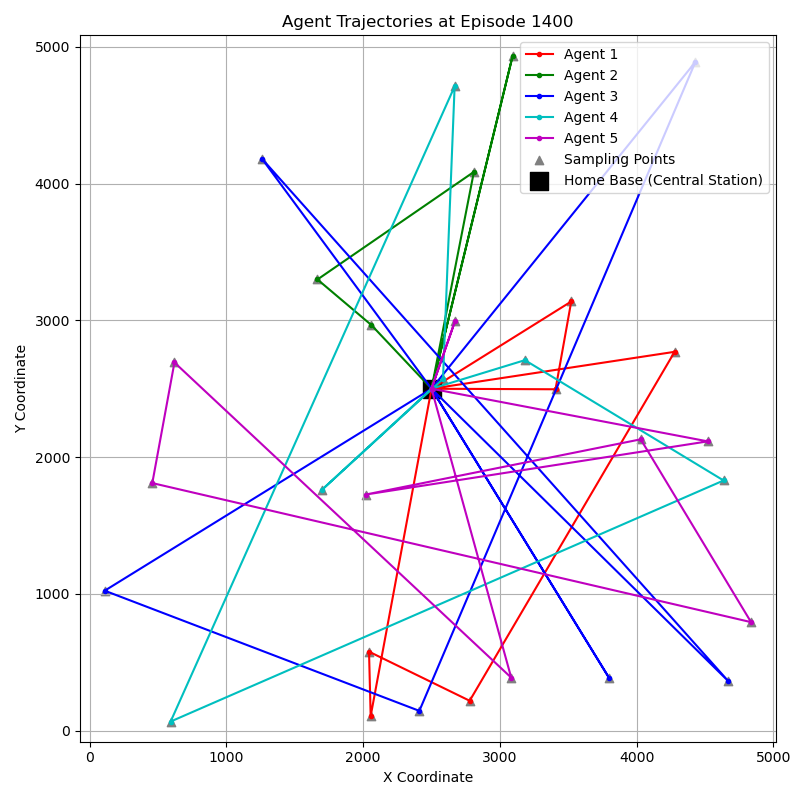 Agent Trajectories at Episode 1400
Agent 1
Agent 2
Agent 3
Agent 4
Agent 5
Sampling Points
Home Base (Central Station)
Y Coordinate
5000
4000
3000
2000
1000
0
0 1000 2000 3000 4000 5000
X Coordinate